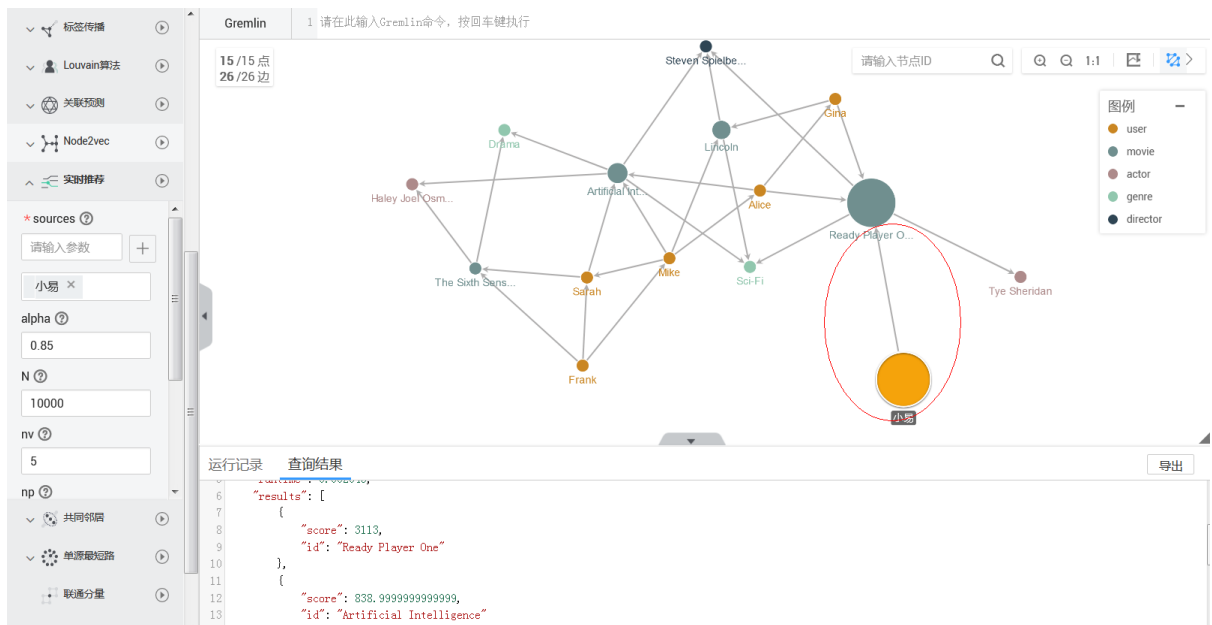 标签传播
Louvain算法
关联预测
Node2vec
实时推荐
* sources ?
请输入参数 +
小易 ×
alpha ?
0.85
N ?
10000
nv ?
5
np ?
共同邻居
单源最短路
联通分量
Gremlin
1 请在此输入Gremlin命令，按回车键执行
15 /15 点
26 /26 边
请输入节点ID
1:1
图例 −
user
movie
actor
genre
director
Steven Spielbe...
Gina
Lincoln
Drama
Artificial Int...
Haley Joel Osm...
Alice
Ready Player O...
Mike
The Sixth Sens...
Sarah
Sci-Fi
Tye Sheridan
Frank
小易
运行记录 查询结果 导出
6 "results": [
7 {
8 "score": 3113,
9 "id": "Ready Player One"
10 },
11 {
12 "score": 838.9999999999999,
13 "id": "Artificial Intelligence"